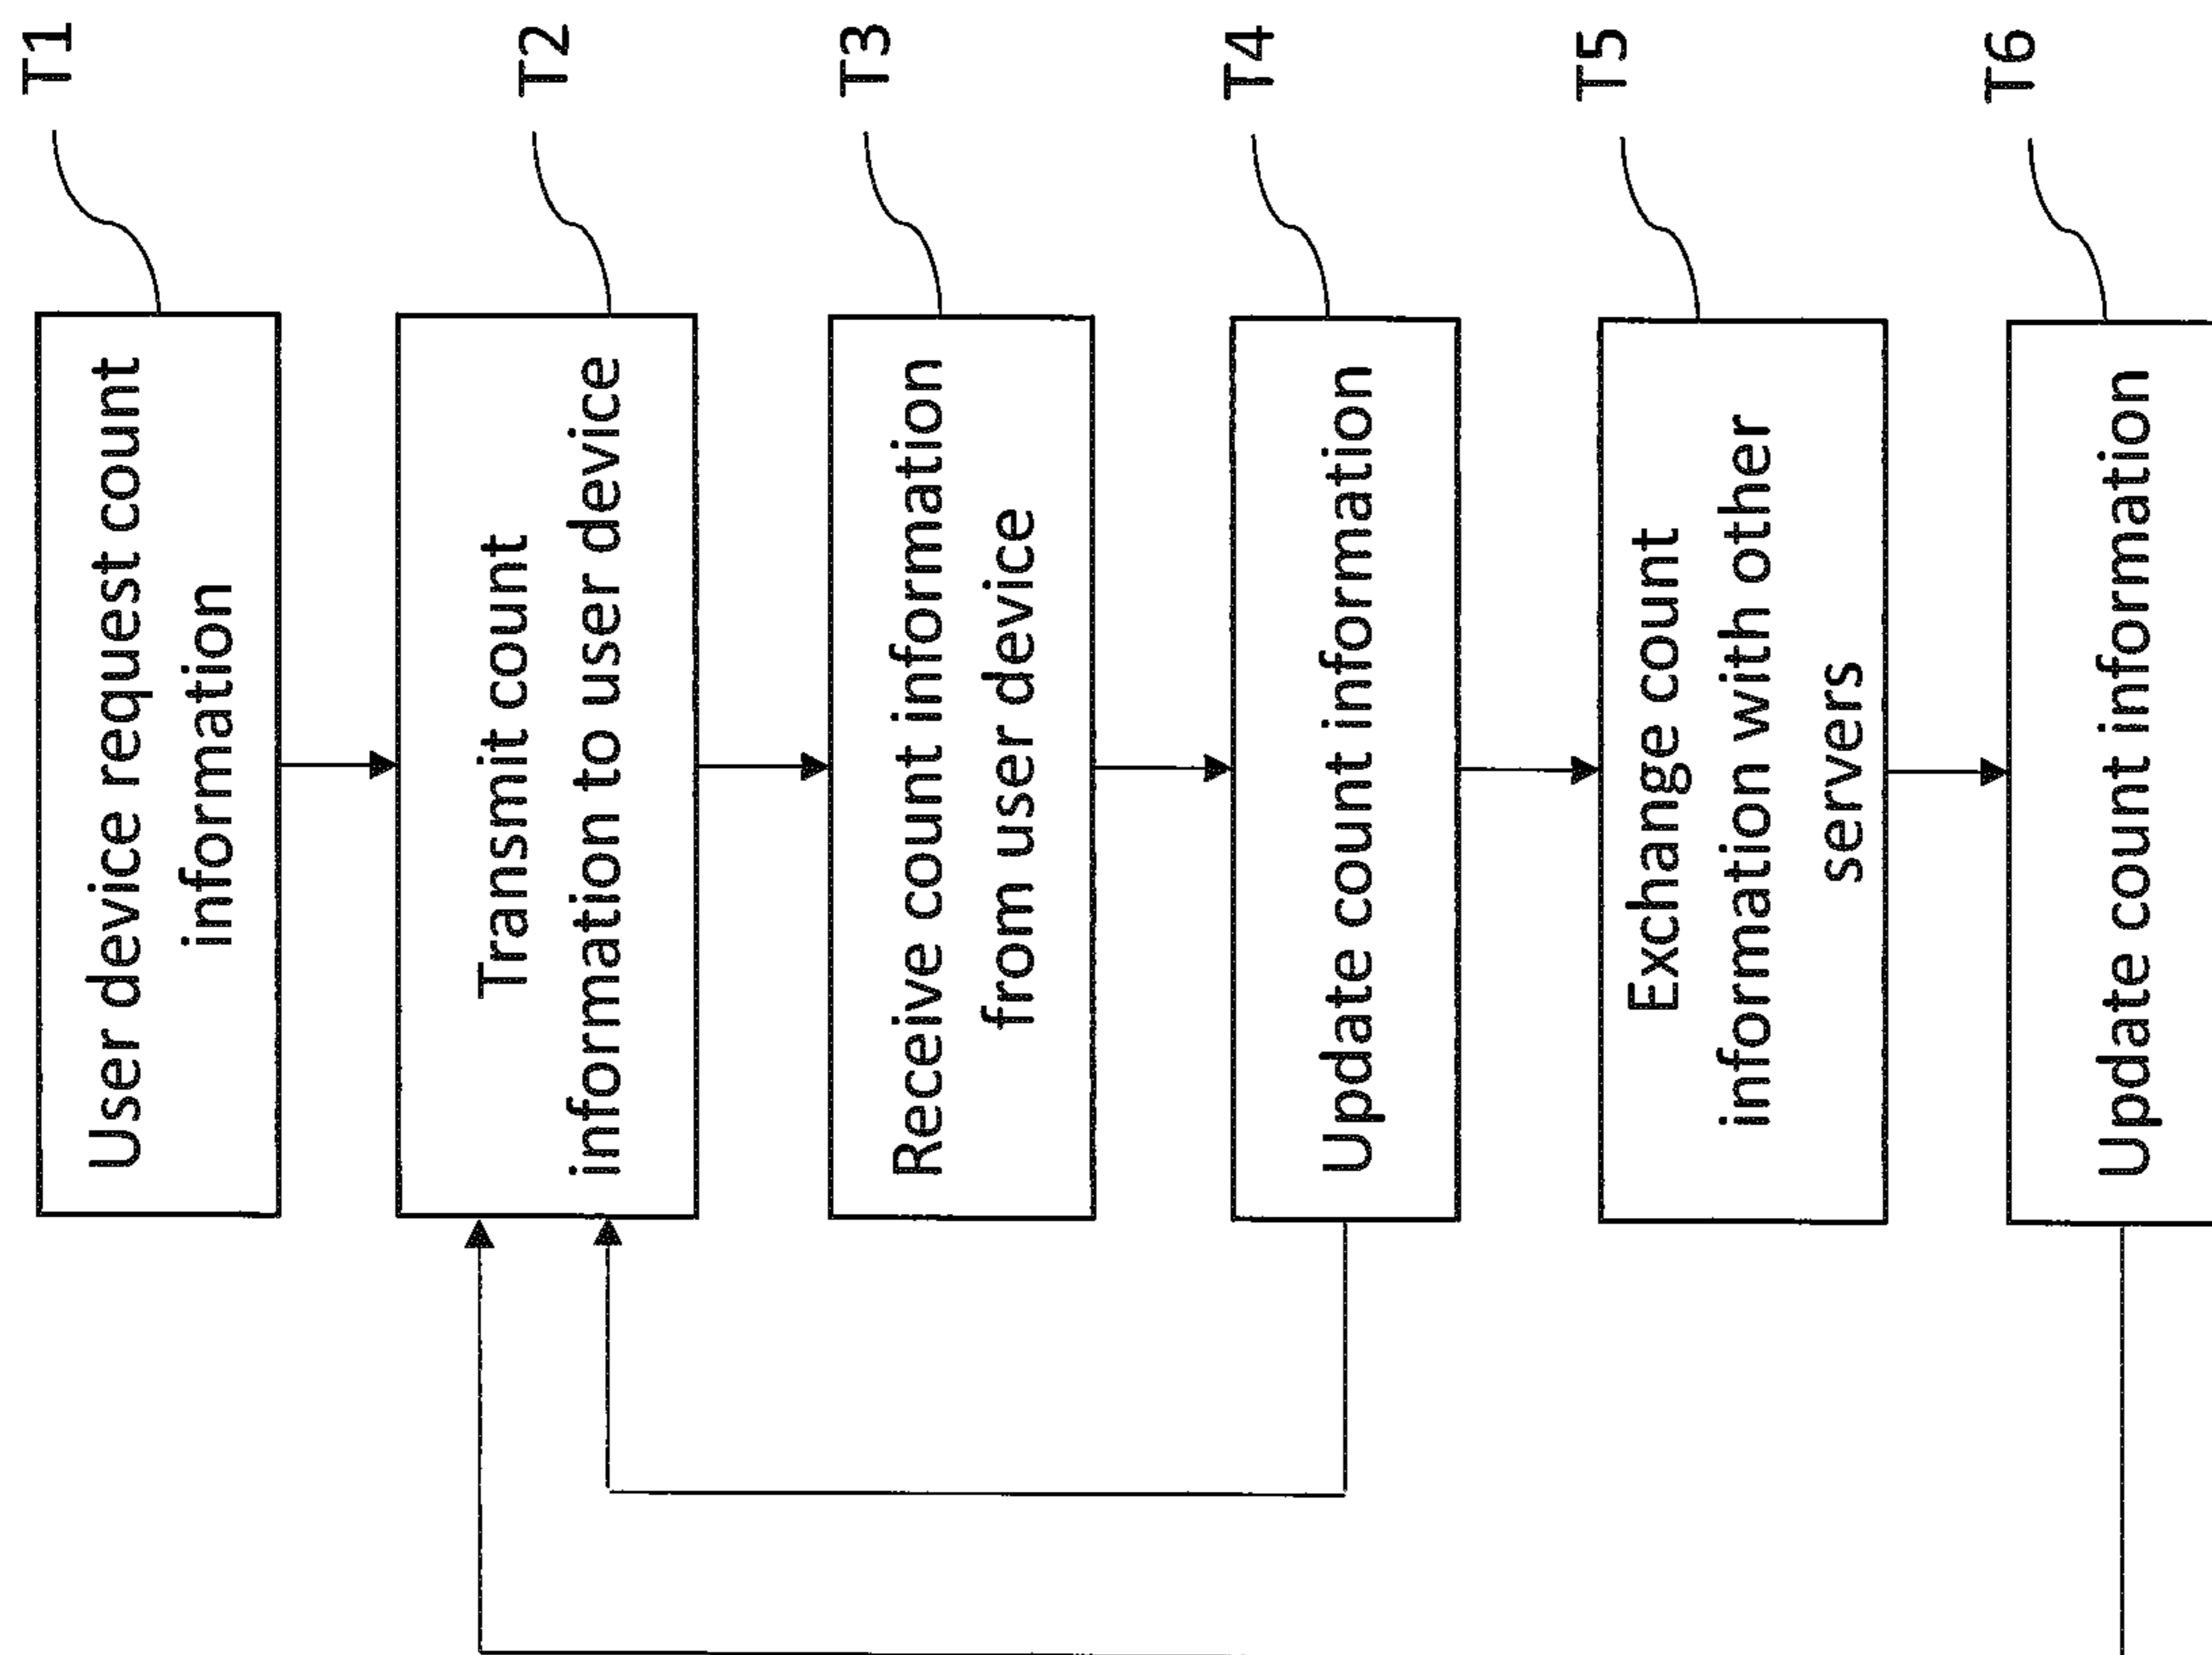 User device request count
information
T1
Transmit count
information to user device
T2
Receive count information
from user device
T3
Update count information
T4
Exchange count
information with other
servers
T5
Update count information
T6